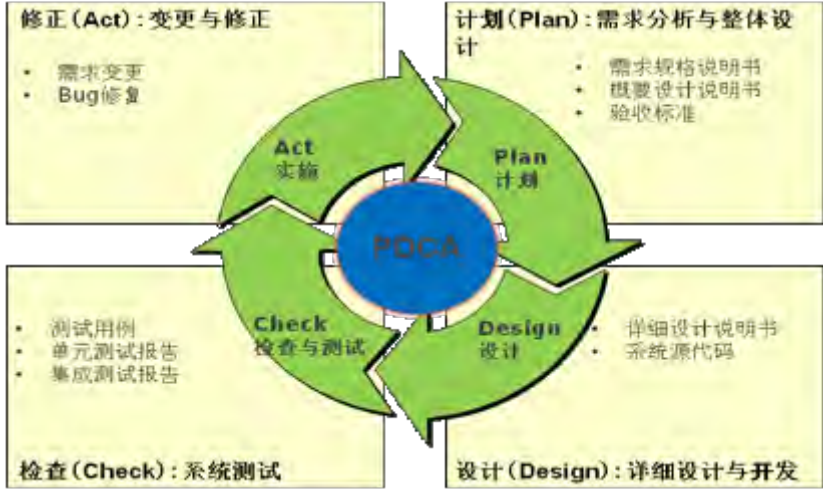 修正(Act):变更与修正
• 需求变更
• Bug修复
计划(Plan):需求分析与整体设
计
• 需求规格说明书
• 概要设计说明书
• 验收标准
Act
实施
Plan
计划
PDCA
Check
检查与测试
Design
设计
• 测试用例
• 单元测试报告
• 集成测试报告
检查(Check):系统测试
• 详细设计说明书
• 系统源代码
设计(Design):详细设计与开发